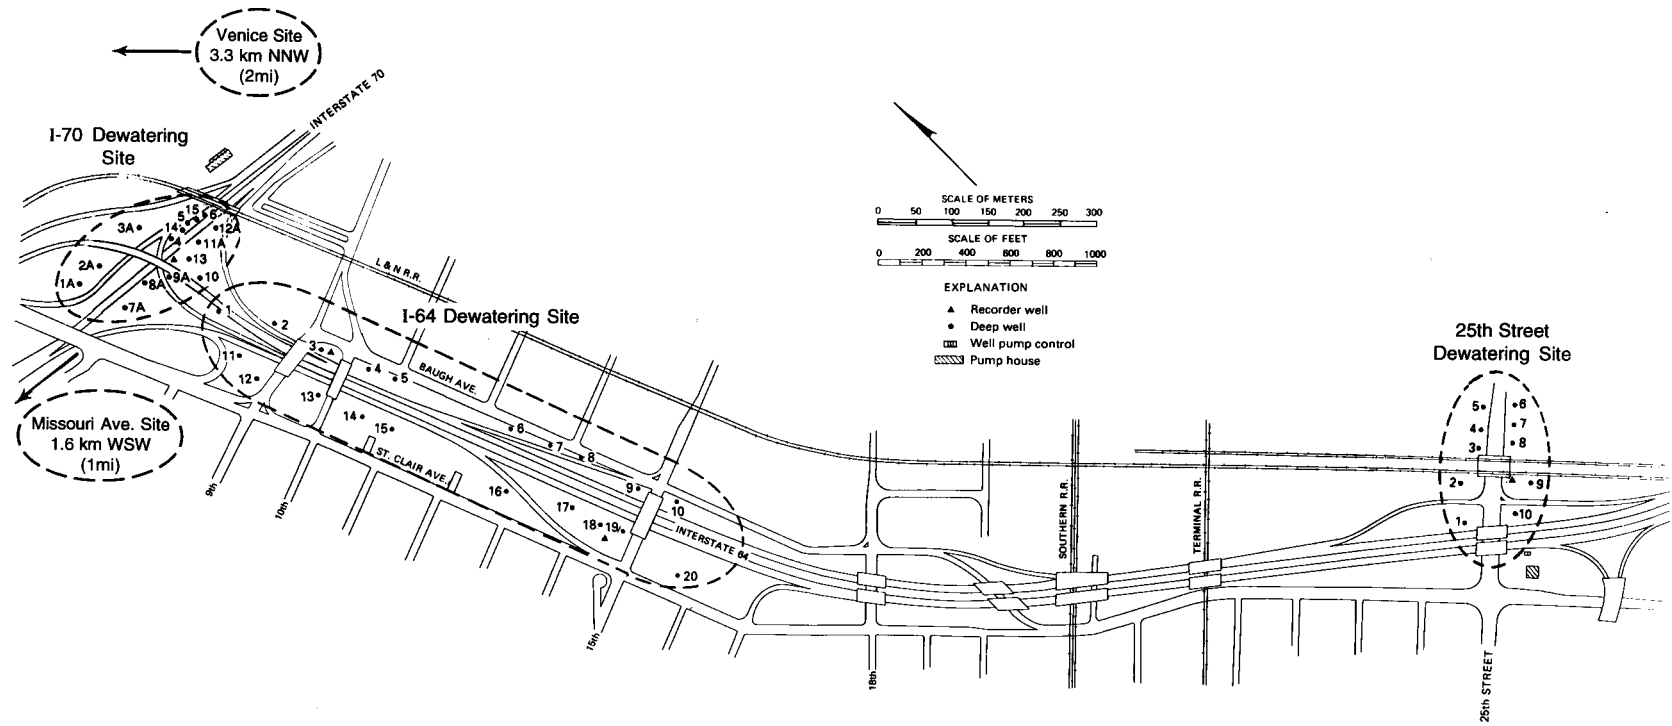 Venice Site
3.3 km NNW
(2mi)
INTERSTATE 70
I-70 Dewatering
Site
3A
5
15
6
14
4
12A
11A
2A
13
1A
8A
9A
10
7A
1
L & N R.R.
I-64 Dewatering Site
2
3
4
5
BAUGH AVE.
11
12
13
14
15
6
7
8
9
10
16
17
18
19
20
ST. CLAIR AVE.
INTERSTATE 64
Missouri Ave. Site
1.6 km WSW
(1mi)
9th
10th
15th
18th
SCALE OF METERS
0 50 100 150 200 250 300
SCALE OF FEET
0 200 400 600 800 1000
EXPLANATION
Recorder well
Deep well
Well pump control
Pump house
SOUTHERN R.R.
TERMINAL R.R.
25th Street
Dewatering Site
5
6
4
7
3
8
2
9
1
10
25th STREET